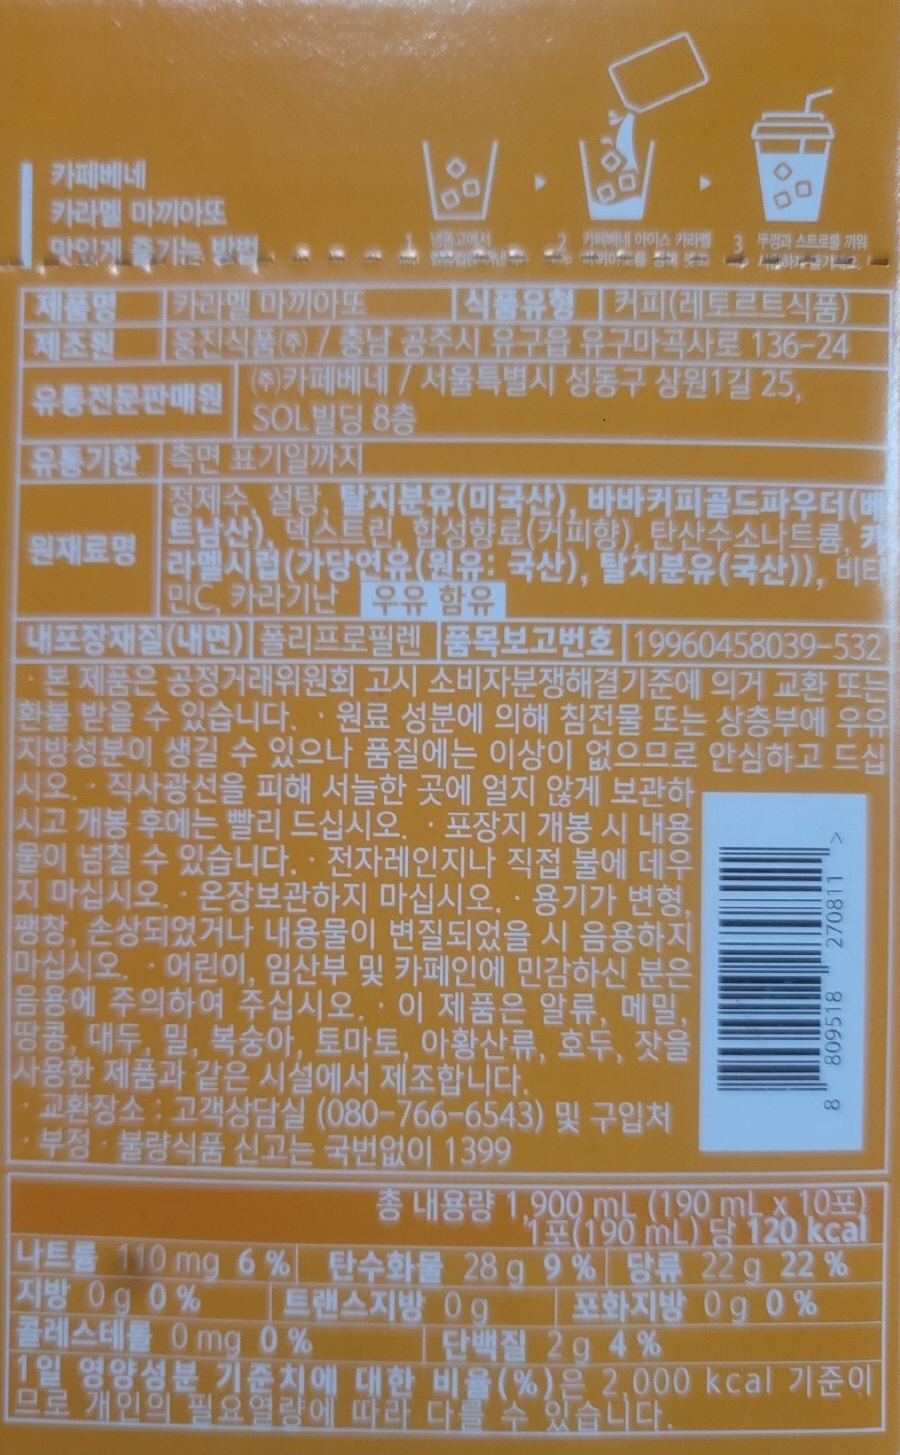 카페베네
카라멜 마끼아또
맛있게 즐기는 방법
1 냉동고에서
2 카페베네 아이스 카라멜
3 뚜껑과 스트로를 끼워
제품명 카라멜 마끼아또 식품유형 커피(레토르트식품)
제조원 웅진식품(주) / 충남 공주시 유구읍 유구마곡사로 136-24
유통전문판매원 (주)카페베네 / 서울특별시 성동구 상원1길 25,
SOL빌딩 8층
유통기한 측면 표기일까지
원재료명 정제수, 설탕, 탈지분유(미국산), 바바커피골드파우더(베
트남산), 덱스트린, 합성향료(커피향), 탄산수소나트륨, 카
라멜시럽(가당연유(원유: 국산), 탈지분유(국산)), 비타
민C, 카라기난 우유 함유
내포장재질(내면) 폴리프로필렌 품목보고번호 19960458039-532
· 본 제품은 공정거래위원회 고시 소비자분쟁해결기준에 의거 교환 또는
환불 받을 수 있습니다. · 원료 성분에 의해 침전물 또는 상층부에 우유
지방성분이 생길 수 있으나 품질에는 이상이 없으므로 안심하고 드십
시오. · 직사광선을 피해 서늘한 곳에 얼지 않게 보관하
시고 개봉 후에는 빨리 드십시오. · 포장지 개봉 시 내용
물이 넘칠 수 있습니다. · 전자레인지나 직접 불에 데우
지 마십시오. · 온장보관하지 마십시오. · 용기가 변형,
팽창, 손상되었거나 내용물이 변질되었을 시 음용하지
마십시오. · 어린이, 임산부 및 카페인에 민감하신 분은
음용에 주의하여 주십시오. · 이 제품은 알류, 메밀,
땅콩, 대두, 밀, 복숭아, 토마토, 아황산류, 호두, 잣을
사용한 제품과 같은 시설에서 제조합니다.
· 교환장소 : 고객상담실 (080-766-6543) 및 구입처
· 부정 · 불량식품 신고는 국번없이 1399
8 809518 270811 >
총 내용량 1,900 mL (190 mL x 10포)
1포(190 mL) 당 120 kcal
나트륨 110 mg 6 % 탄수화물 28 g 9 % 당류 22 g 22 %
지방 0 g 0 % 트랜스지방 0 g 포화지방 0 g 0 %
콜레스테롤 0 mg 0 % 단백질 2 g 4 %
1일 영양성분 기준치에 대한 비율(%)은 2,000 kcal 기준이
므로 개인의 필요열량에 따라 다를 수 있습니다.